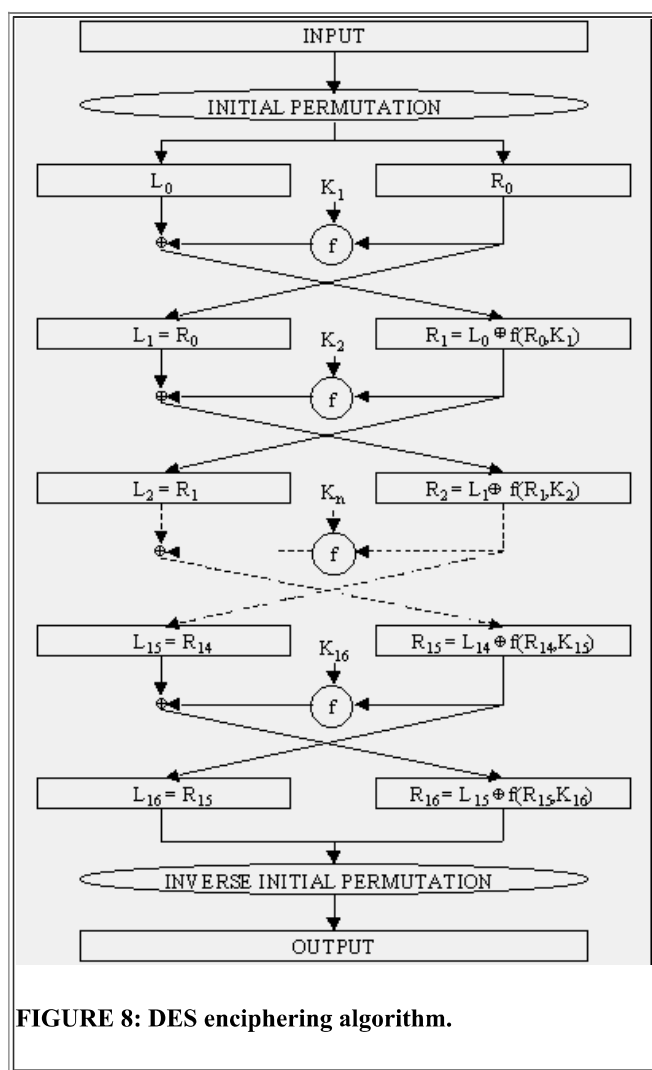 INPUT
INITIAL PERMUTATION
L₀ K₁ R₀
⊕ f
L₁ = R₀ K₂ R₁ = L₀ ⊕ f(R₀,K₁)
⊕ f
L₂ = R₁ Kₙ R₂ = L₁⊕ f(R₁,K₂)
⊕ f
L₁₅ = R₁₄ K₁₆ R₁₅ = L₁₄ ⊕ f(R₁₄,K₁₅)
⊕ f
L₁₆ = R₁₅ R₁₆ = L₁₅ ⊕ f(R₁₅,K₁₆)
INVERSE INITIAL PERMUTATION
OUTPUT
FIGURE 8: DES enciphering algorithm.